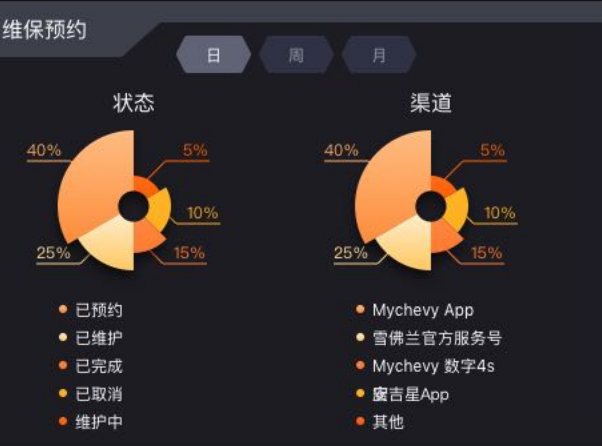 维保预约
日 周 月
状态
40%
5%
10%
15%
25%
已预约
已维护
已完成
已取消
维护中
渠道
40%
5%
10%
15%
25%
Mychevy App
雪佛兰官方服务号
Mychevy 数字4s
安吉星App
其他